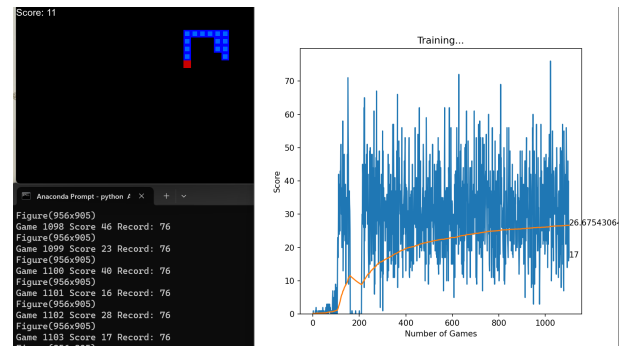 Score: 11
Anaconda Prompt - python
Figure(956x905)
Game 1098 Score 46 Record: 76
Figure(956x905)
Game 1099 Score 23 Record: 76
Figure(956x905)
Game 1100 Score 40 Record: 76
Figure(956x905)
Game 1101 Score 16 Record: 76
Figure(956x905)
Game 1102 Score 28 Record: 76
Figure(956x905)
Game 1103 Score 17 Record: 76
Training...
Score
70
60
50
40
30
20
10
0
26.67543064
17
0
200
400
600
800
1000
Number of Games